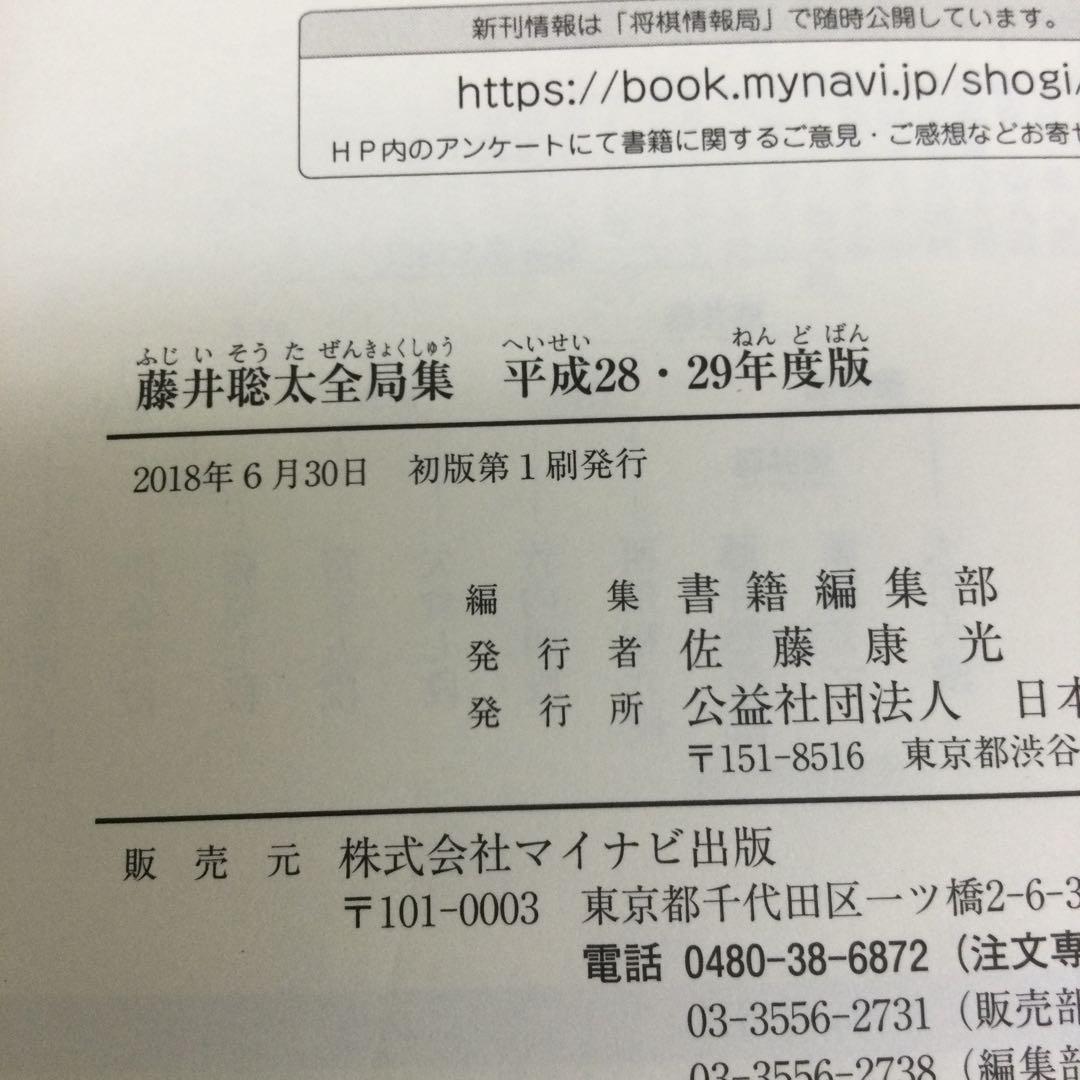 新刊情報は「将棋情報局」で随時公開しています。
https://book.mynavi.jp/shogi/
HP内のアンケートにて書籍に関するご意見・ご感想などお寄せ
ふじいそうたぜんきょくしゅう へいせい ねんどばん
藤井聡太全局集 平成28・29年度版
2018年6月30日 初版第1刷発行
編集 書籍編集部
発行者 佐藤康光
発行所 公益社団法人 日本
〒151-8516 東京都渋谷
販売元 株式会社マイナビ出版
〒101-0003 東京都千代田区一ツ橋2-6-3
電話 0480-38-6872(注文専
03-3556-2731(販売部
03-3556-2738(編集部